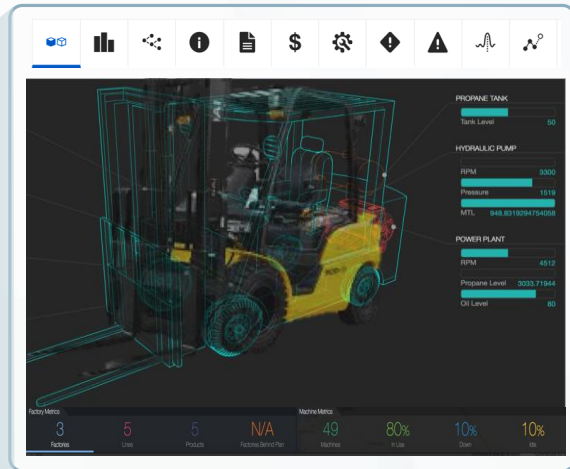 $
PROPANE TANK
Tank Level 50
HYDRAULIC PUMP
RPM 3300
Pressure 1519
MTL 948.8319294754058
POWER PLANT
RPM 4512
Propane Level 3033.71944
Oil Level 80
Factory Metrics
Machine Metrics
3 5 5 N/A 49 80% 10% 10%
Factories Lines Products Factories Behind Plan Machines In Use Down Idle